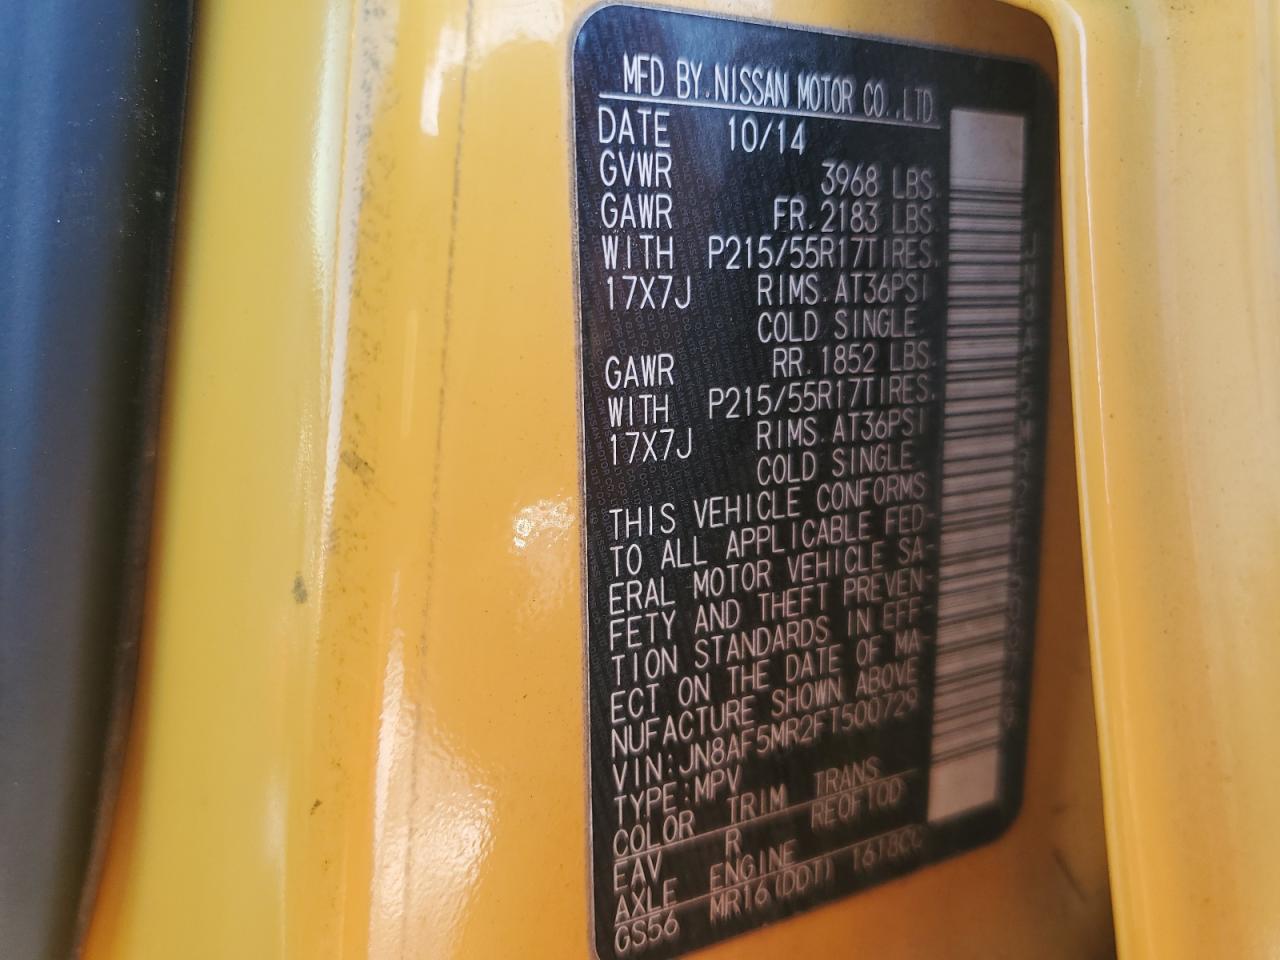 MFD BY.NISSAN MOTOR CO.,LTD.
DATE 10/14
GVWR 3968 LBS.
GAWR FR.2183 LBS.
WITH P215/55R17TIRES.
17X7J RIMS.AT36PSI
COLD SINGLE
GAWR RR.1852 LBS.
WITH P215/55R17TIRES.
17X7J RIMS.AT36PSI
COLD SINGLE
THIS VEHICLE CONFORMS
TO ALL APPLICABLE FED-
ERAL MOTOR VEHICLE SA-
FETY AND THEFT PREVEN-
TION STANDARDS IN EFF-
ECT ON THE DATE OF MA-
NUFACTURE SHOWN ABOVE
VIN:JN8AF5MR2FT500729
TYPE:MPV
COLOR TRIM TRANS
EAV R RE0F10D
AXLE ENGINE
GS56 MR16(DDT) 1618CC